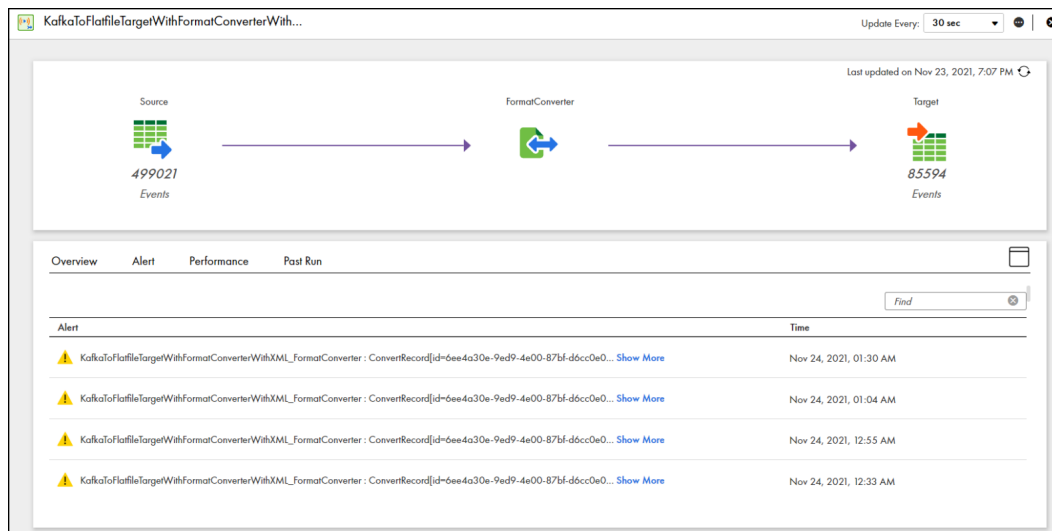 KafkaToFlatfileTargetWithFormatConverterWith...
Update Every: 30 sec
Last updated on Nov 23, 2021, 7:07 PM
Source FormatConverter Target
499021 85594
Events Events
Overview Alert Performance Past Run
Find
Alert Time
KafkaToFlatfileTargetWithFormatConverterWithXML_FormatConverter : ConvertRecord[id=6ee4a30e-9ed9-4e00-87bf-d6cc0e0... Show More Nov 24, 2021, 01:30 AM
KafkaToFlatfileTargetWithFormatConverterWithXML_FormatConverter : ConvertRecord[id=6ee4a30e-9ed9-4e00-87bf-d6cc0e0... Show More Nov 24, 2021, 01:04 AM
KafkaToFlatfileTargetWithFormatConverterWithXML_FormatConverter : ConvertRecord[id=6ee4a30e-9ed9-4e00-87bf-d6cc0e0... Show More Nov 24, 2021, 12:55 AM
KafkaToFlatfileTargetWithFormatConverterWithXML_FormatConverter : ConvertRecord[id=6ee4a30e-9ed9-4e00-87bf-d6cc0e0... Show More Nov 24, 2021, 12:33 AM